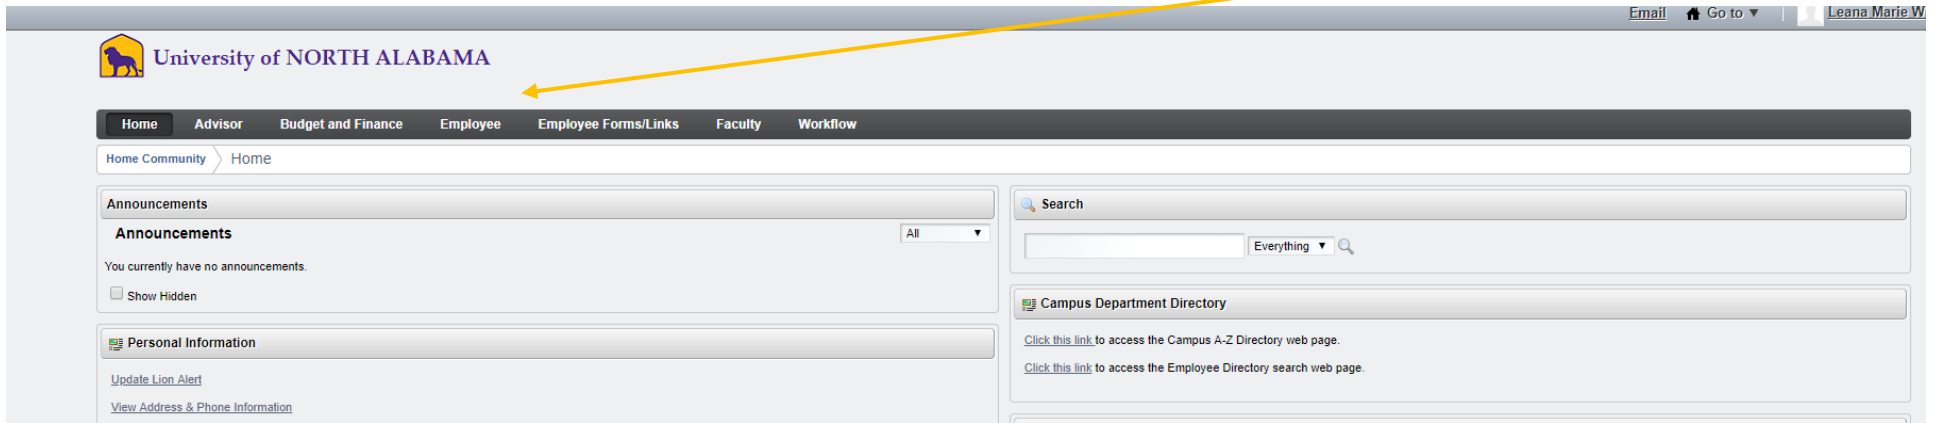 Email Go to ▼ Leana Marie W
University of NORTH ALABAMA
Home Advisor Budget and Finance Employee Employee Forms/Links Faculty Workflow
Home Community Home
Announcements
Announcements All ▼
You currently have no announcements.
Show Hidden
Personal Information
Update Lion Alert
View Address & Phone Information
Search
Everything ▼
Campus Department Directory
Click this link to access the Campus A-Z Directory web page.
Click this link to access the Employee Directory search web page.